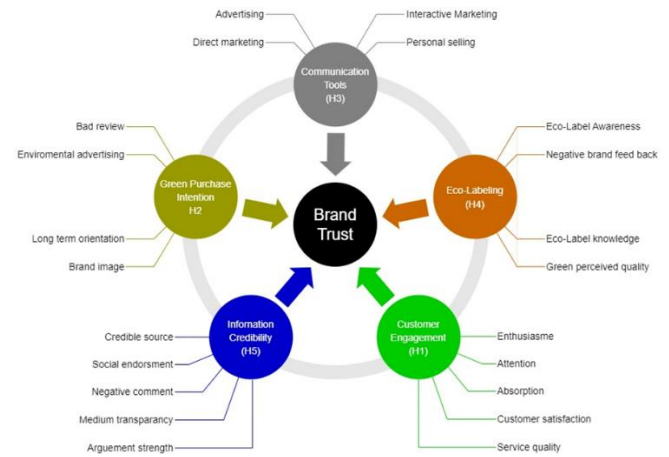 Advertising
Interactive Marketing
Direct marketing
Personal selling
Communication
Tools
(H3)
Bad review
Enviromental advertising
Green Purchase
Intention
H2
Long term orientation
Brand image
Eco-Label Awareness
Negative brand feed back
Eco-Labeling
(H4)
Eco-Label knowledge
Green perceived quality
Brand
Trust
Infornation
Credibility
(H5)
Credible source
Social endorsment
Negative comment
Medium transparancy
Arguement strength
Customer
Engagement
(H1)
Enthusiasme
Attention
Absorption
Customer satisfaction
Service quality